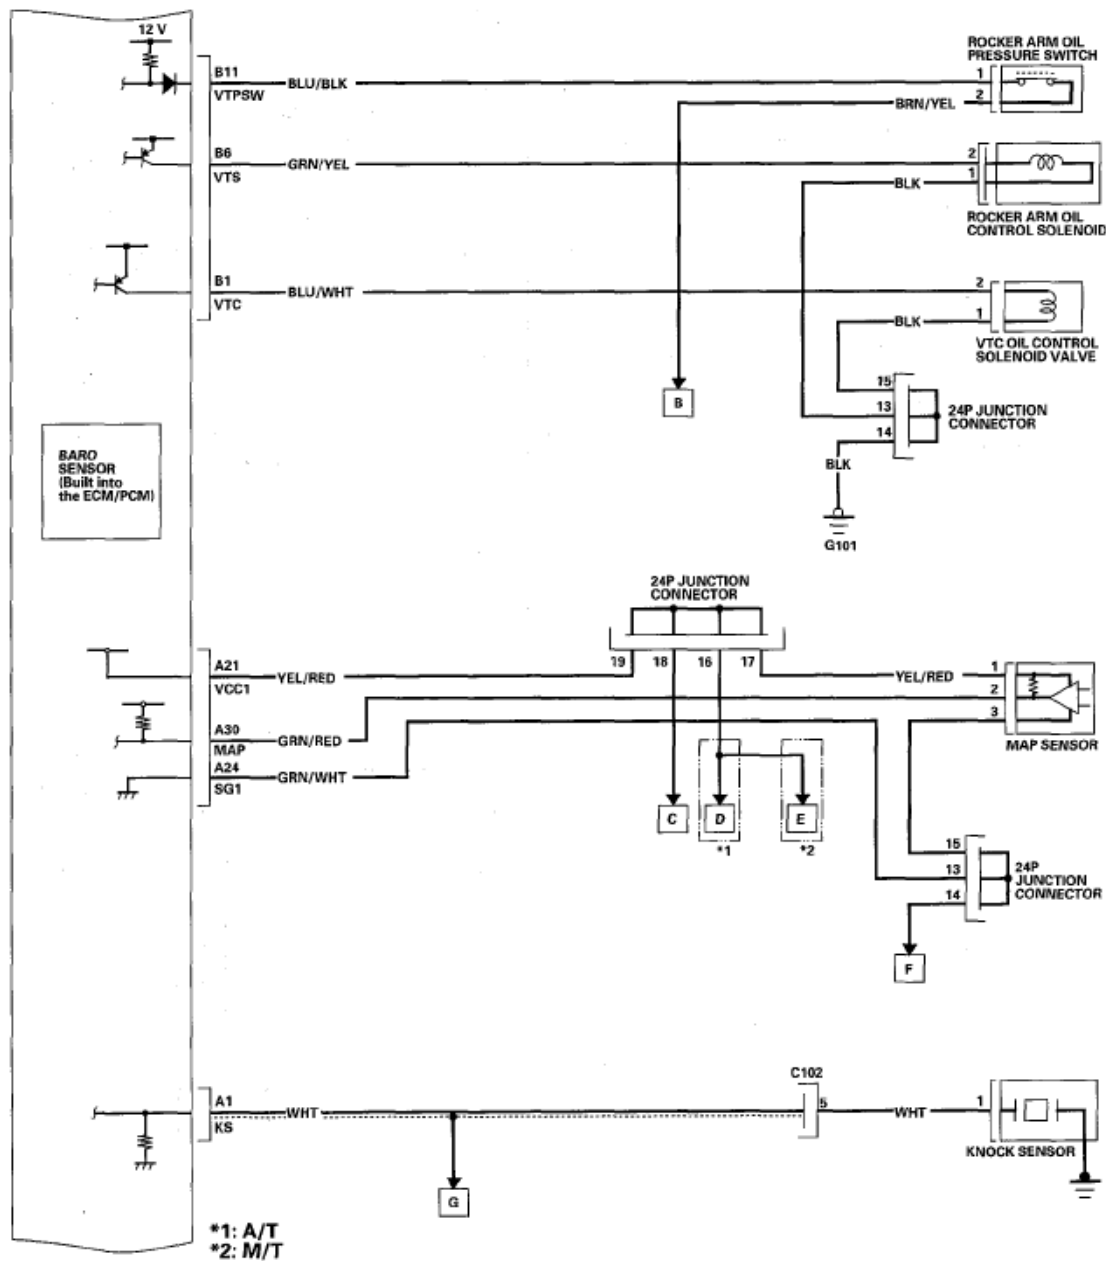 12 V
B11
VTPSW
BLU/BLK
ROCKER ARM OIL
PRESSURE SWITCH
1
2
BRN/YEL
B6
VTS
GRN/YEL
2
1
BLK
ROCKER ARM OIL
CONTROL SOLENOID
B1
VTC
BLU/WHT
2
1
BLK
VTC OIL CONTROL
SOLENOID VALVE
B
15
13
14
24P JUNCTION
CONNECTOR
BLK
G101
BARO
SENSOR
(Built into
the ECM/PCM)
24P JUNCTION
CONNECTOR
19
18
16
17
A21
VCC1
YEL/RED
YEL/RED
1
2
3
MAP SENSOR
A30
MAP
GRN/RED
A24
SG1
GRN/WHT
C
D
E
*1
*2
15
13
14
24P
JUNCTION
CONNECTOR
F
C102
A1
KS
WHT
5
WHT
1
KNOCK SENSOR
G
*1: A/T
*2: M/T